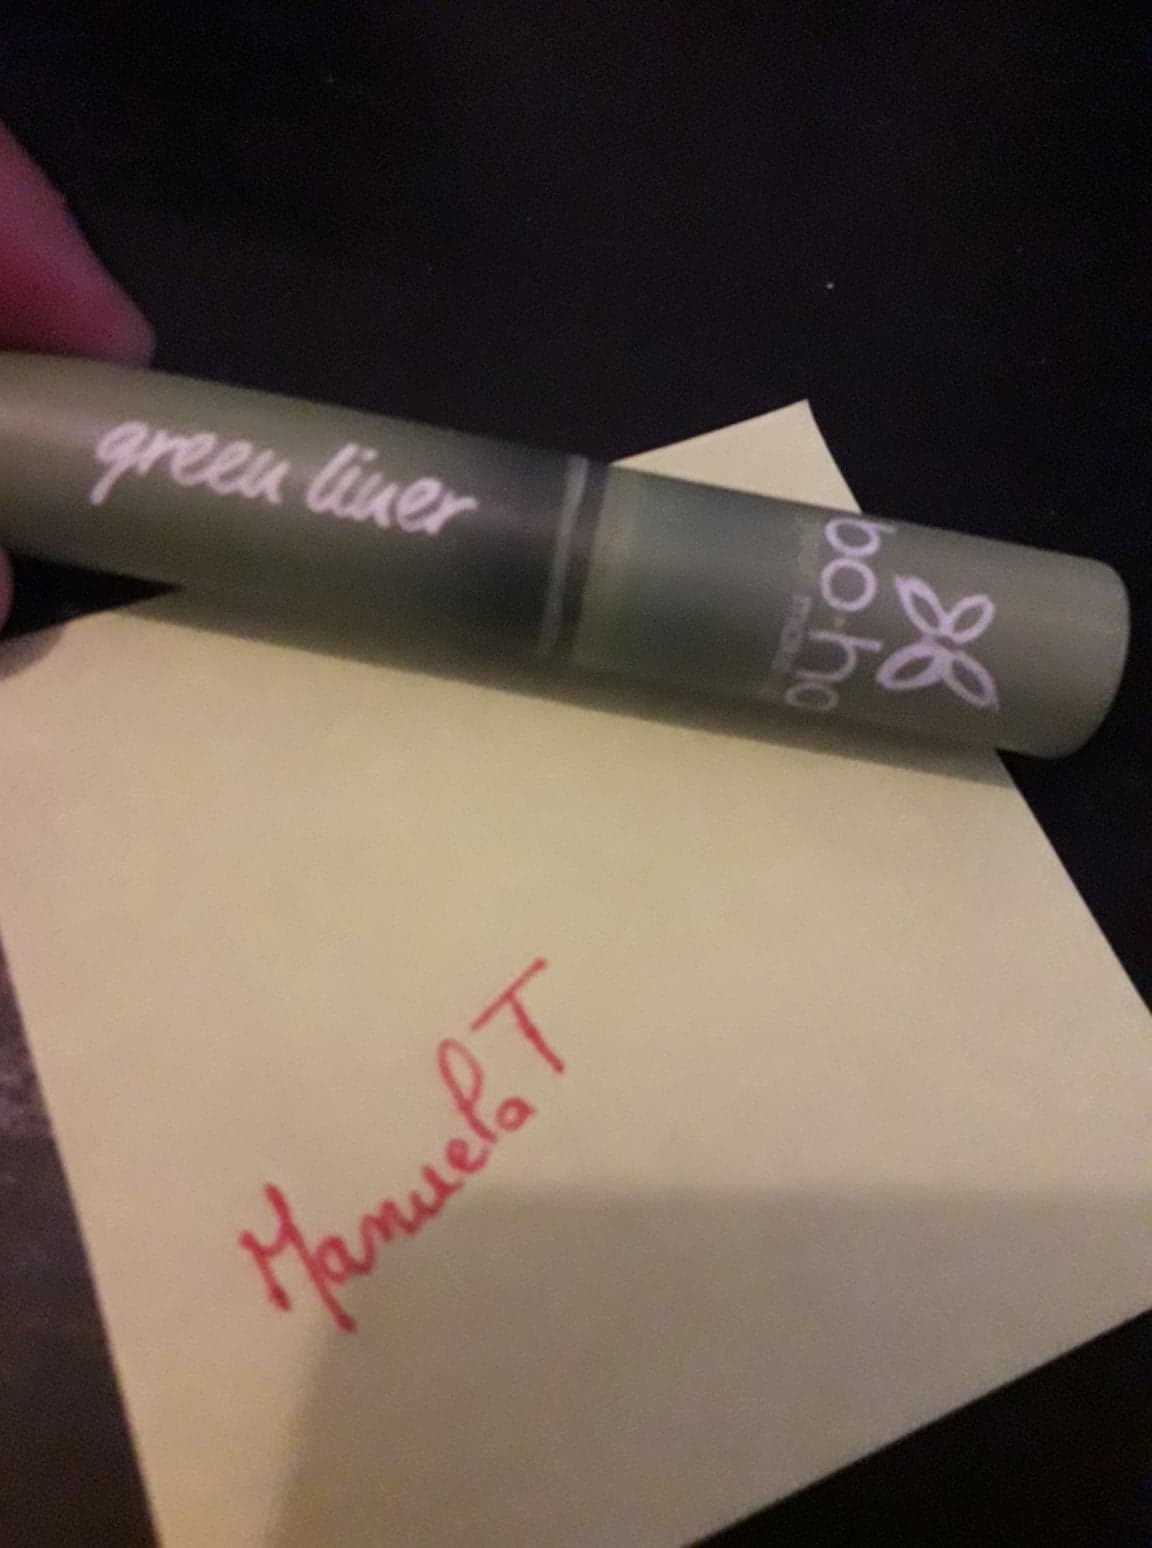 green liner
bo·ho
Manuela T